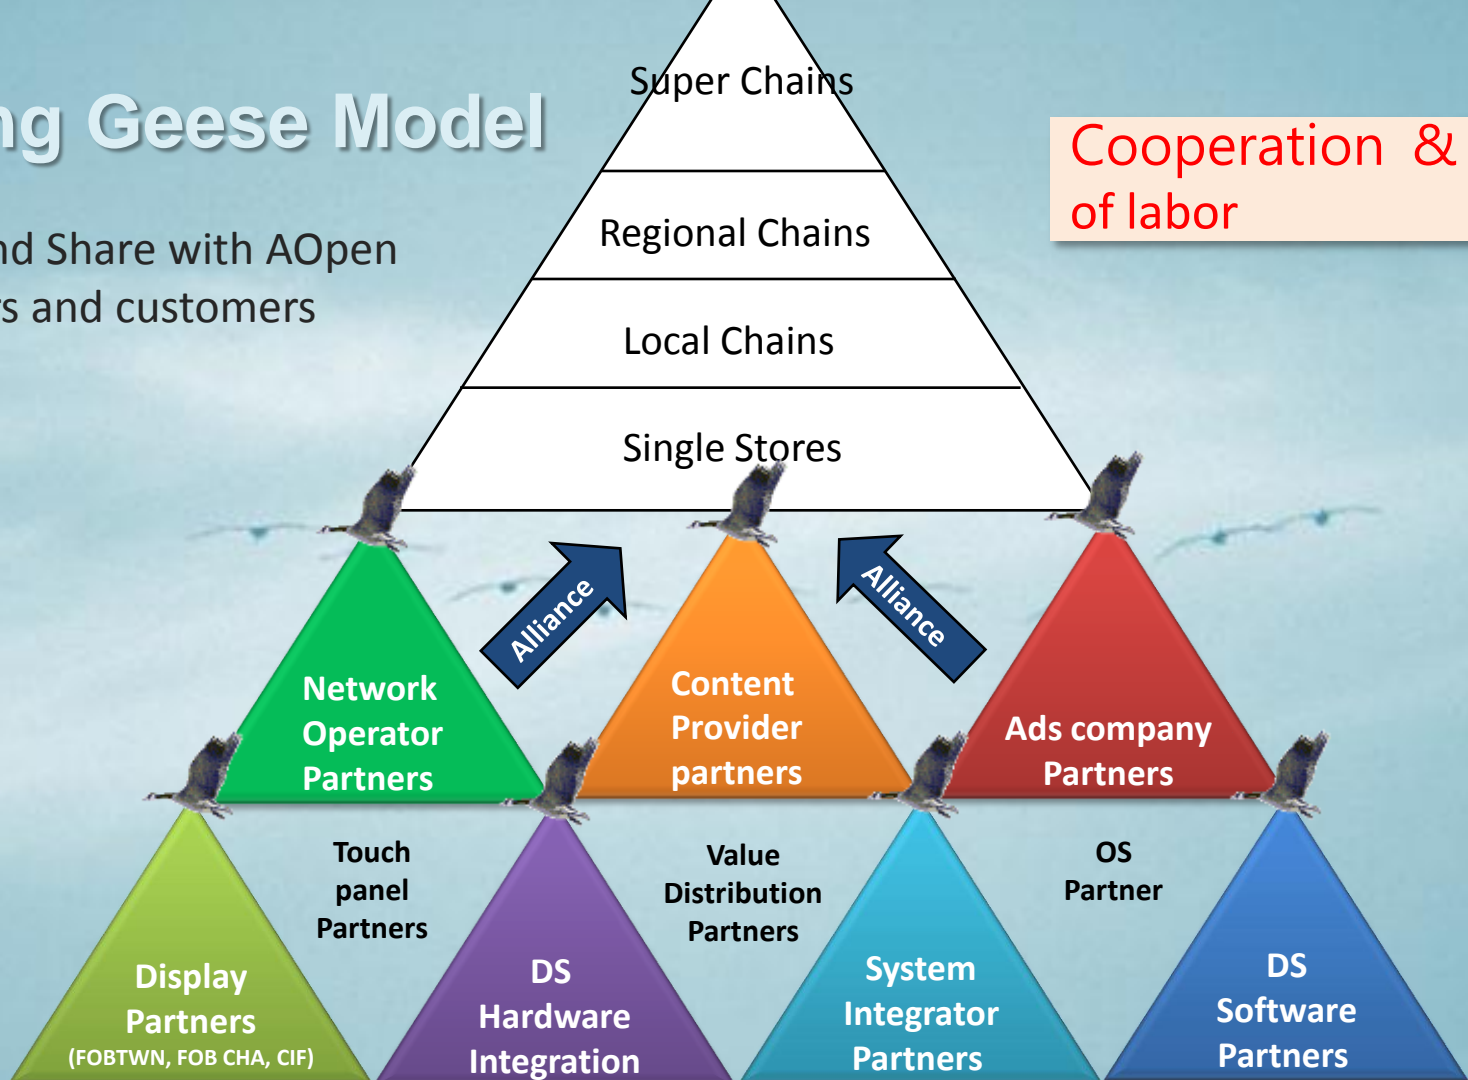 Super Chains
ng Geese Model
Cooperation &
of labor
Regional Chains
nd Share with AOpen
rs and customers
Local Chains
Single Stores
Alliance
Alliance
Network
Operator
Partners
Content
Provider
partners
Ads company
Partners
Touch
panel
Partners
Value
Distribution
Partners
OS
Partner
Display
Partners
(FOBTWN, FOB CHA, CIF)
DS
Hardware
Integration
System
Integrator
Partners
DS
Software
Partners